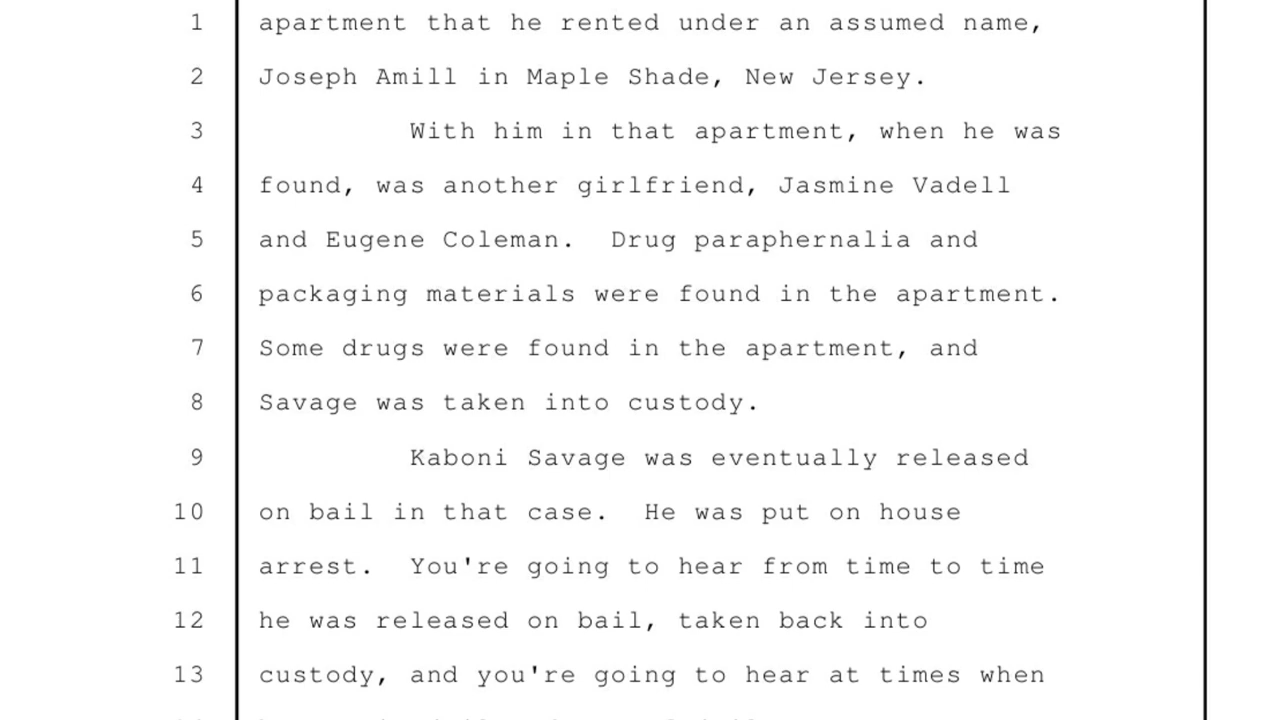 1 apartment that he rented under an assumed name,
2 Joseph Amill in Maple Shade, New Jersey.
3 With him in that apartment, when he was
4 found, was another girlfriend, Jasmine Vadell
5 and Eugene Coleman.  Drug paraphernalia and
6 packaging materials were found in the apartment.
7 Some drugs were found in the apartment, and
8 Savage was taken into custody.
9 Kaboni Savage was eventually released
10 on bail in that case.  He was put on house
11 arrest.  You're going to hear from time to time
12 he was released on bail, taken back into
13 custody, and you're going to hear at times when